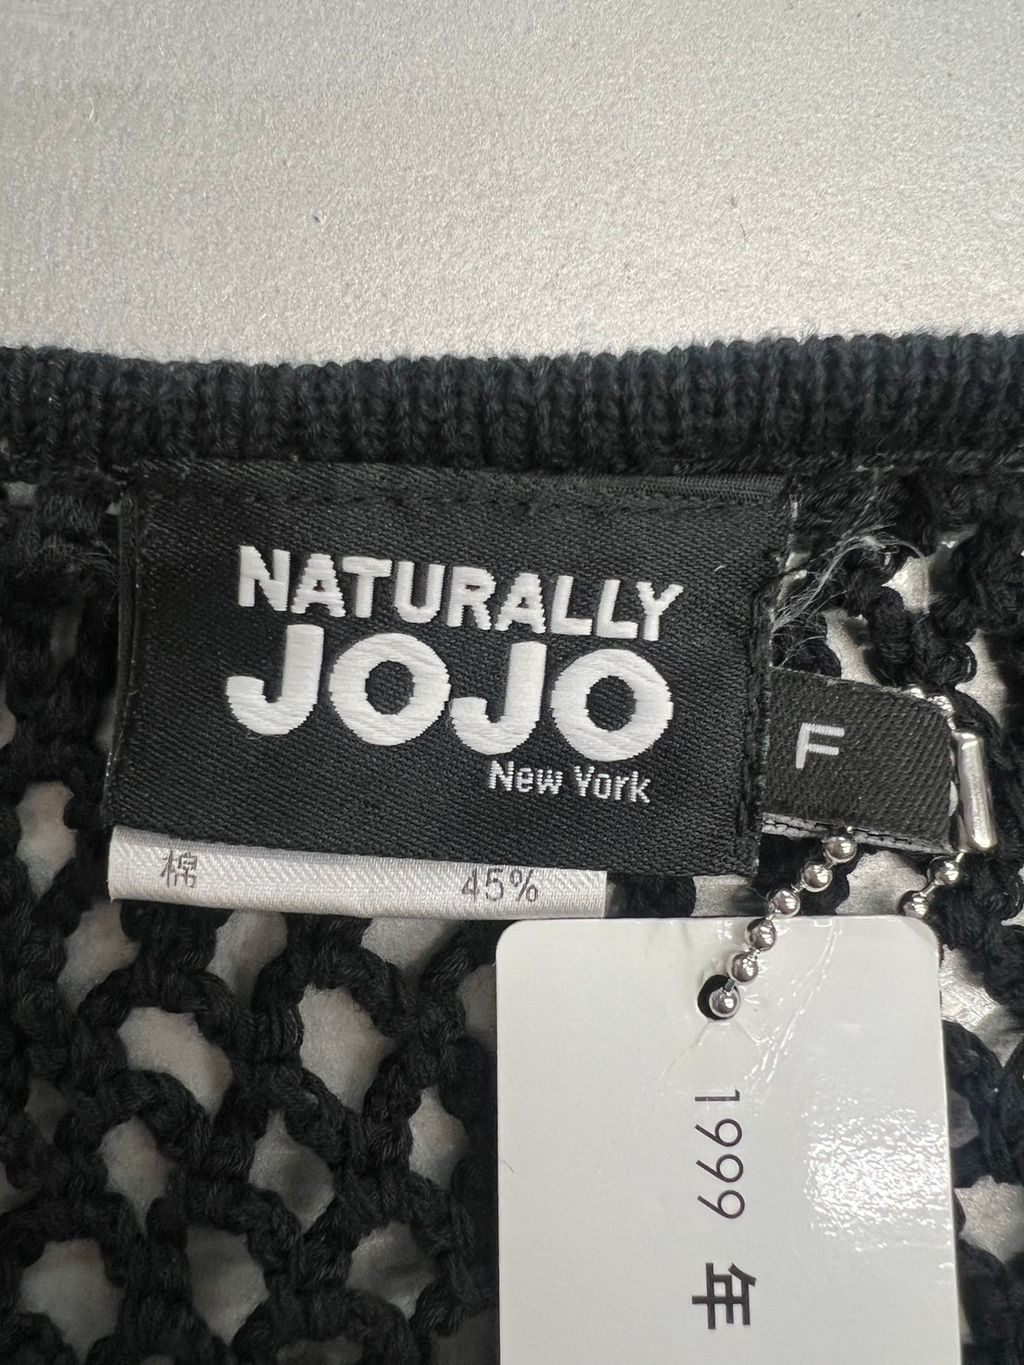 NATURALLY
JOJO
New York
F
棉 45%
1999 年